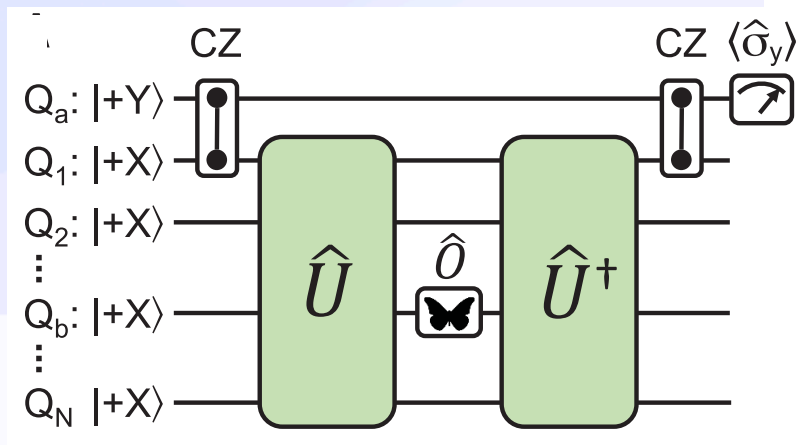 CZ CZ ⟨σ̂y⟩
Qa: |+Y⟩
Q1: |+X⟩
Q2: |+X⟩
⋮
Û Ô Û†
Qb: |+X⟩
⋮
QN |+X⟩